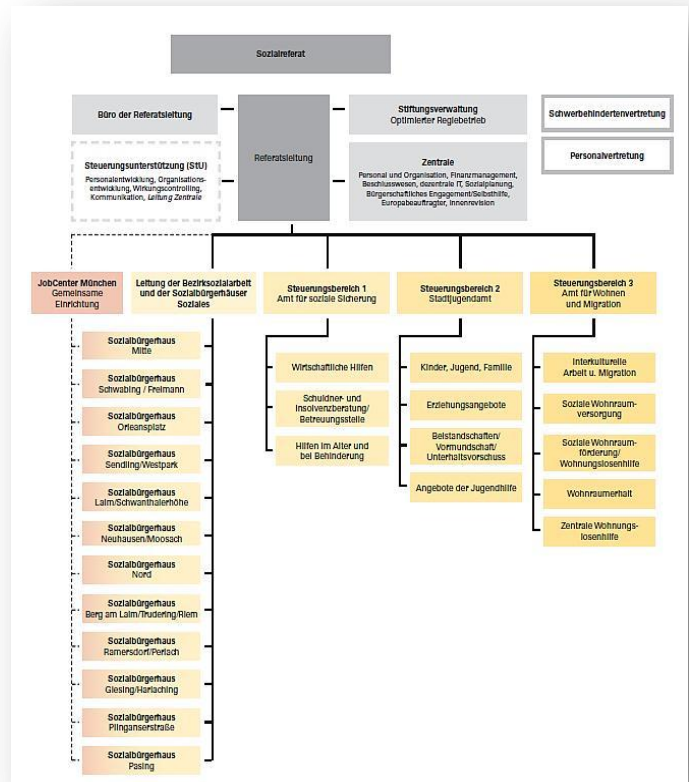 Sozialreferat
Büro der Referatsleitung
Referatsleitung
Stiftungsverwaltung
Optimierter Regiebetrieb
Schwerbehindertenvertretung
Steuerungsunterstützung (StU)
Personalentwicklung, Organisations-
entwicklung, Wirkungscontrolling,
Kommunikation, Leitung Zentrale
Zentrale
Personal und Organisation, Finanzmanagement,
Beschlusswesen, dezentrale IT, Sozialplanung,
Bürgerschaftliches Engagement/Selbsthilfe,
Europabeauftragter, Innenrevision
Personalvertretung
JobCenter München
Gemeinsame
Einrichtung
Leitung der Bezirksozialarbeit
und der Sozialbürgerhäuser
Soziales
Steuerungsbereich 1
Amt für soziale Sicherung
Steuerungsbereich 2
Stadtjugendamt
Steuerungsbereich 3
Amt für Wohnen
und Migration
Sozialbürgerhaus
Mitte
Sozialbürgerhaus
Schwabing / Freimann
Sozialbürgerhaus
Orleansplatz
Sozialbürgerhaus
Sendling/Westpark
Sozialbürgerhaus
Laim/Schwanthalerhöhe
Sozialbürgerhaus
Neuhausen/Moosach
Sozialbürgerhaus
Nord
Sozialbürgerhaus
Berg am Laim/Trudering/Riem
Sozialbürgerhaus
Ramersdorf/Perlach
Sozialbürgerhaus
Giesing/Harlaching
Sozialbürgerhaus
Plinganserstraße
Sozialbürgerhaus
Pasing
Wirtschaftliche Hilfen
Schuldner- und
Insolvenzberatung/
Betreuungsstelle
Hilfen im Alter und
bei Behinderung
Kinder, Jugend, Familie
Erziehungsangebote
Beistandschaften/
Vormundschaft/
Unterhaltsvorschuss
Angebote der Jugendhilfe
Interkulturelle
Arbeit u. Migration
Soziale Wohnraum-
versorgung
Soziale Wohnraum-
förderung/
Wohnungslosenhilfe
Wohnraumerhalt
Zentrale Wohnungs-
losenhilfe